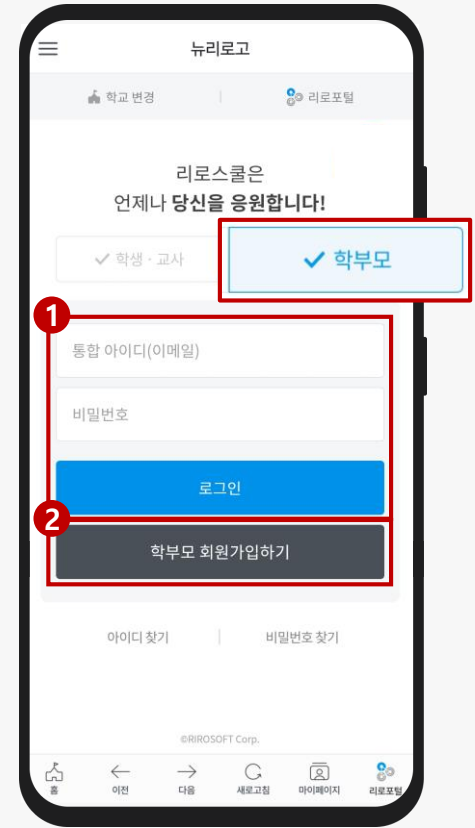 뉴리로고
학교 변경
리로포털
리로스쿨은
언제나 당신을 응원합니다!
학생 · 교사
학부모
1
통합 아이디(이메일)
비밀번호
로그인
2
학부모 회원가입하기
아이디 찾기
비밀번호 찾기
©RIROSOFT Corp.
홈
이전
다음
새로고침
마이페이지
리로포털